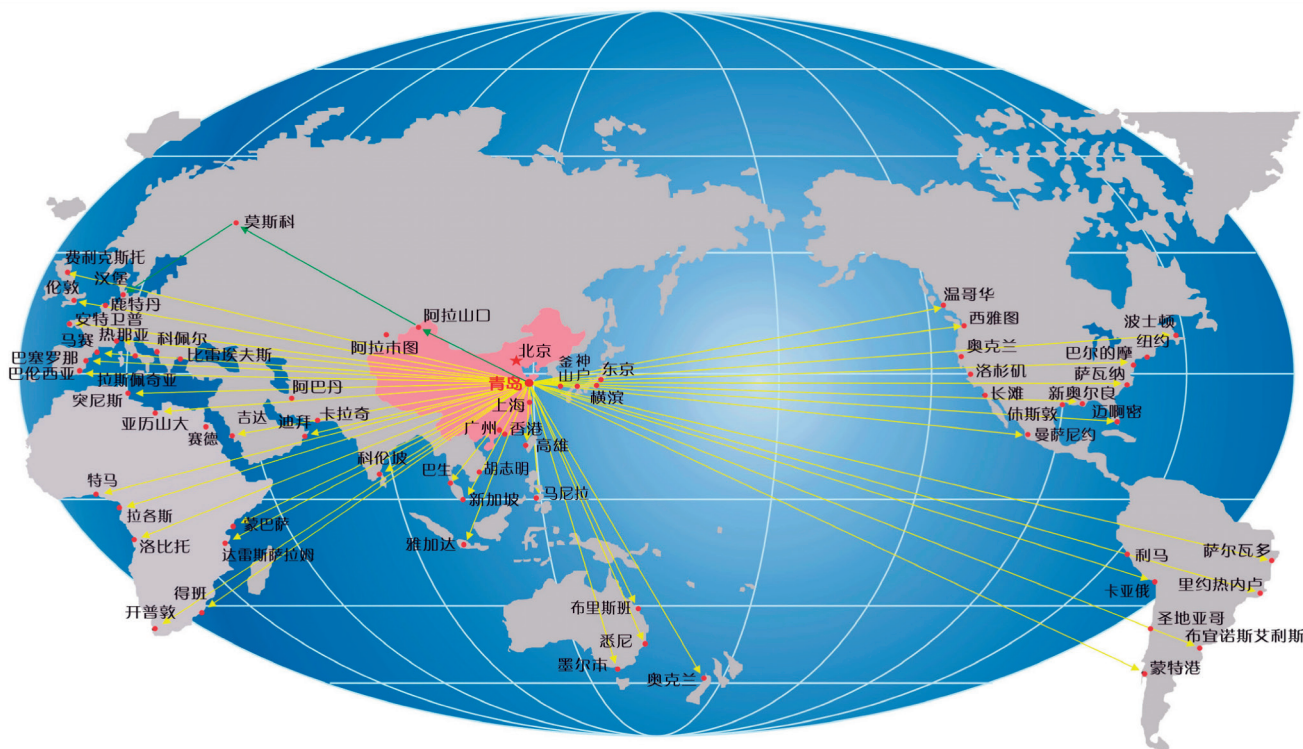 莫斯科
费利克斯托
汉堡
伦敦
鹿特丹
安特卫普
热那亚
马赛
科佩尔
巴塞罗那
比雷埃夫斯
巴伦西亚
拉斯佩奇亚
突尼斯
亚历山大
赛德
吉达
阿巴丹
迪拜
卡拉奇
阿拉山口
阿拉市图
北京
青岛
上海
釜山
神户
东京
横滨
广州
香港
高雄
科伦坡
巴生
胡志明
新加坡
马尼拉
雅加达
特马
拉各斯
洛比托
蒙巴萨
达雷斯萨拉姆
得班
开普敦
布里斯班
悉尼
墨尔本
奥克兰
温哥华
西雅图
奥克兰
洛杉矶
长滩
曼萨尼约
波士顿
纽约
巴尔的摩
萨瓦纳
新奥尔良
休斯敦
迈啊密
利马
卡亚俄
萨尔瓦多
里约热内卢
圣地亚哥
布宜诺斯艾利斯
蒙特港